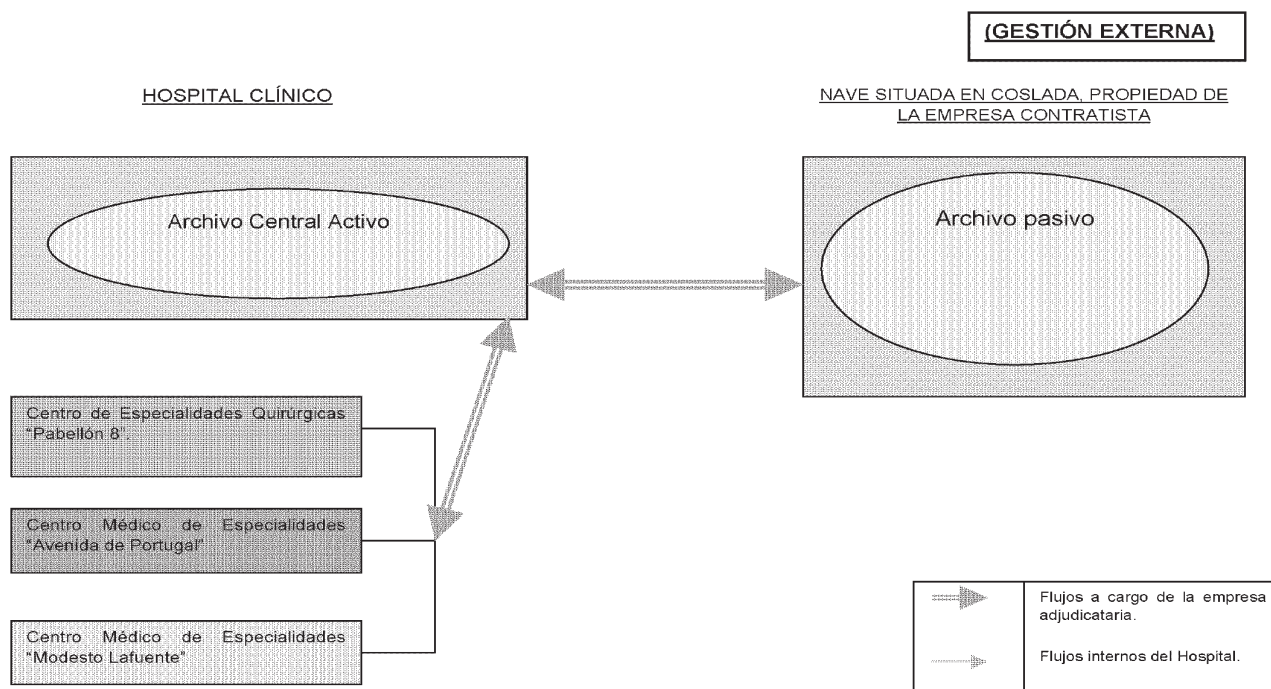 (GESTIÓN EXTERNA)
HOSPITAL CLÍNICO
NAVE SITUADA EN COSLADA, PROPIEDAD DE
LA EMPRESA CONTRATISTA
Archivo Central Activo
Archivo pasivo
Centro de Especialidades Quirúrgicas
"Pabellón 8".
Centro Médico de Especialidades
"Avenida de Portugal"
Centro Médico de Especialidades
"Modesto Lafuente"
Flujos a cargo de la empresa
adjudicataria.
Flujos internos del Hospital.